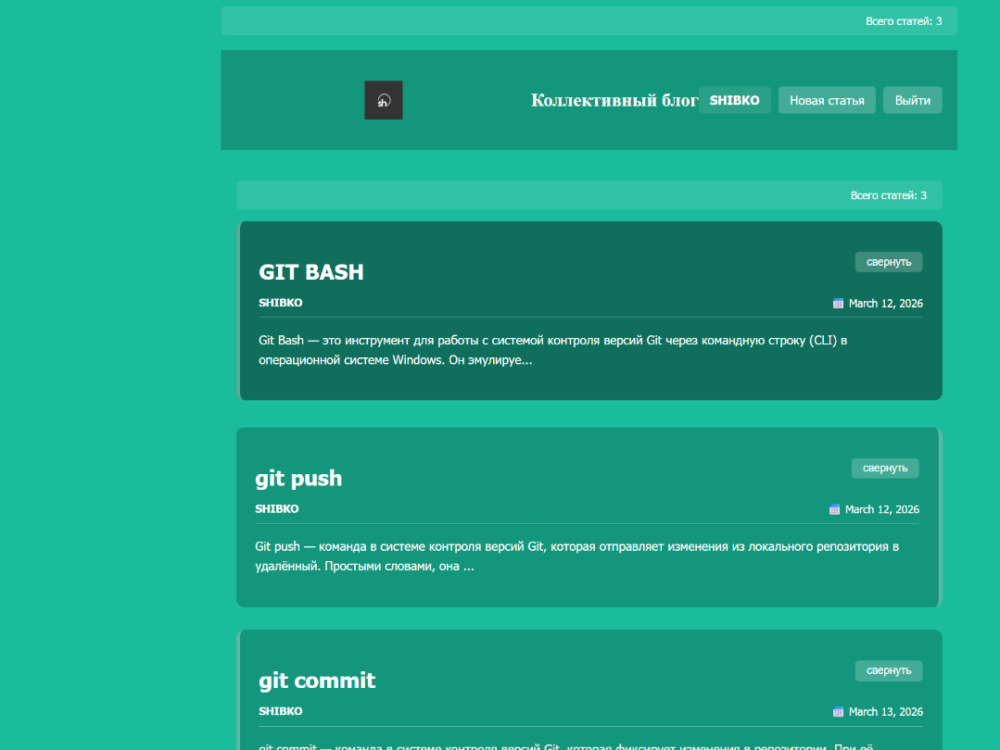 Всего статей: 3
sh
Коллективный блог
SHIBKO
Новая статья
Выйти
Всего статей: 3
GIT BASH
свернуть
SHIBKO
March 12, 2026
Git Bash — это инструмент для работы с системой контроля версий Git через командную строку (CLI) в
операционной системе Windows. Он эмулируе...
git push
свернуть
SHIBKO
March 12, 2026
Git push — команда в системе контроля версий Git, которая отправляет изменения из локального репозитория в
удалённый. Простыми словами, она ...
git commit
свернуть
SHIBKO
March 13, 2026
git commit — команда в системе контроля версий Git, которая фиксирует изменения в репозитории. При её